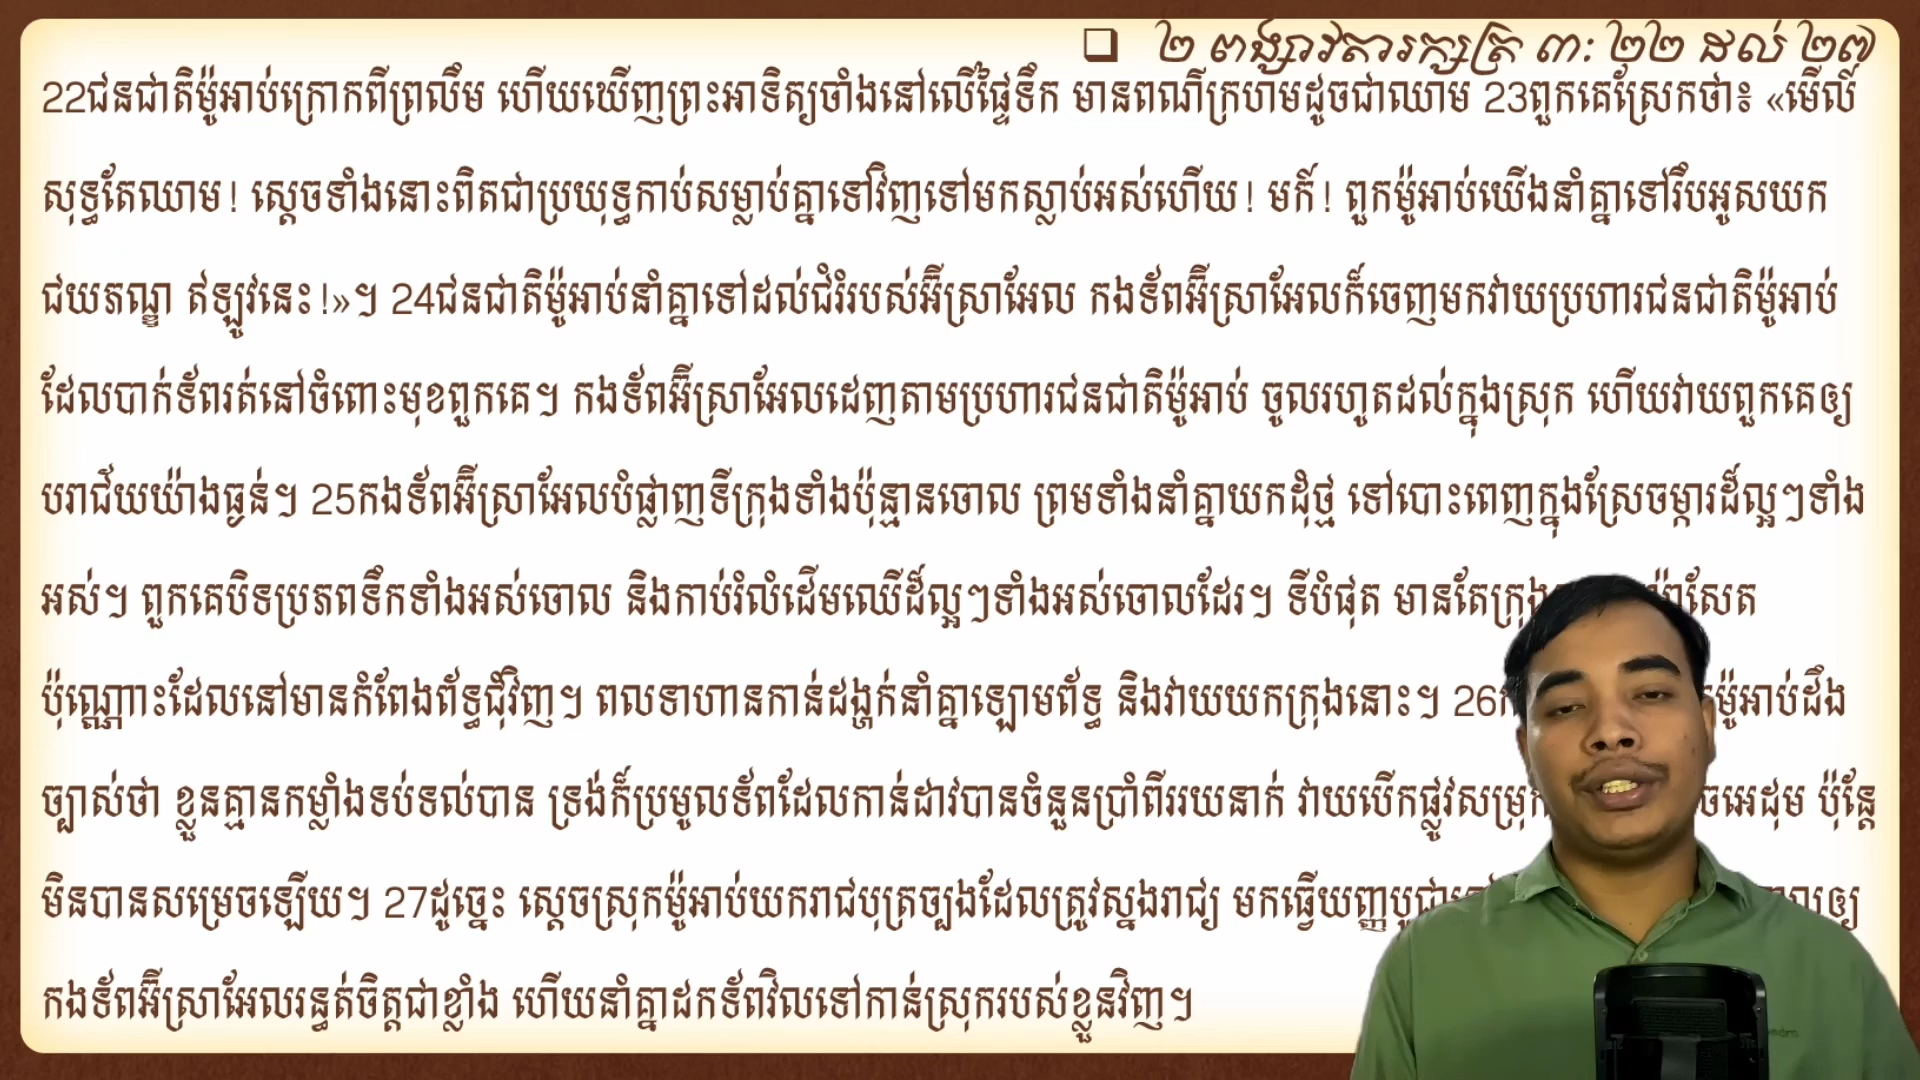 ❑ ២ ពង្សាវតារក្សត្រ ៣: ២២ ដល់ ២៧
22ជនជាតិម៉ូអាប់ក្រោកពីព្រលឹម ហើយឃើញព្រះអាទិត្យចាំងនៅលើផ្ទៃទឹក មានពណ៌ក្រហមដូចជាឈាម 23ពួកគេស្រែកថា៖ «មើល៍
សុទ្ធតែឈាម! ស្ដេចទាំងនោះពិតជាប្រយុទ្ធកាប់សម្លាប់គ្នាទៅវិញទៅមកស្លាប់អស់ហើយ! មក៍! ពួកម៉ូអាប់យើងនាំគ្នាទៅរឹបអូសយក
ជយភណ្ឌ ឥឡូវនេះ!»។ 24ជនជាតិម៉ូអាប់នាំគ្នាទៅដល់ជំរំរបស់អ៊ីស្រាអែល កងទ័ពអ៊ីស្រាអែលក៏ចេញមកវាយប្រហារជនជាតិម៉ូអាប់
ដែលបាក់ទ័ពរត់នៅចំពោះមុខពួកគេ។ កងទ័ពអ៊ីស្រាអែលដេញតាមប្រហារជនជាតិម៉ូអាប់ ចូលរហូតដល់ក្នុងស្រុក ហើយវាយពួកគេឲ្យ
បរាជ័យយ៉ាងធ្ងន់។ 25កងទ័ពអ៊ីស្រាអែលបំផ្លាញទីក្រុងទាំងប៉ុន្មានចោល ព្រមទាំងនាំគ្នាយកដុំថ្ម ទៅបោះពេញក្នុងស្រែចម្ការដ៏ល្អៗទាំង
អស់។ ពួកគេបិទប្រភពទឹកទាំងអស់ចោល និងកាប់រំលំដើមឈើដ៏ល្អៗទាំងអស់ចោលដែរ។ ទីបំផុត មានតែក្រុង
ប៉ុណ្ណោះដែលនៅមានកំពែងព័ទ្ធជុំវិញ។ ពលទាហានកាន់ដង្ហក់នាំគ្នាឡោមព័ទ្ធ និងវាយយកក្រុងនោះ។ 26 ម៉ូអាប់ដឹង
ច្បាស់ថា ខ្លួនគ្មានកម្លាំងទប់ទល់បាន ទ្រង់ក៏ប្រមូលទ័ពដែលកាន់ដាវបានចំនួនប្រាំពីររយនាក់ វាយបើកផ្លូវសម្រុក អេដុម ប៉ុន្តែ
មិនបានសម្រេចឡើយ។ 27ដូច្នេះ ស្ដេចស្រុកម៉ូអាប់យករាជបុត្រច្បងដែលត្រូវស្នងរាជ្យ មកធ្វើយញ្ញបូជា
កងទ័ពអ៊ីស្រាអែលរន្ធត់ចិត្តជាខ្លាំង ហើយនាំគ្នាដកទ័ពវិលទៅកាន់ស្រុករបស់ខ្លួនវិញ។